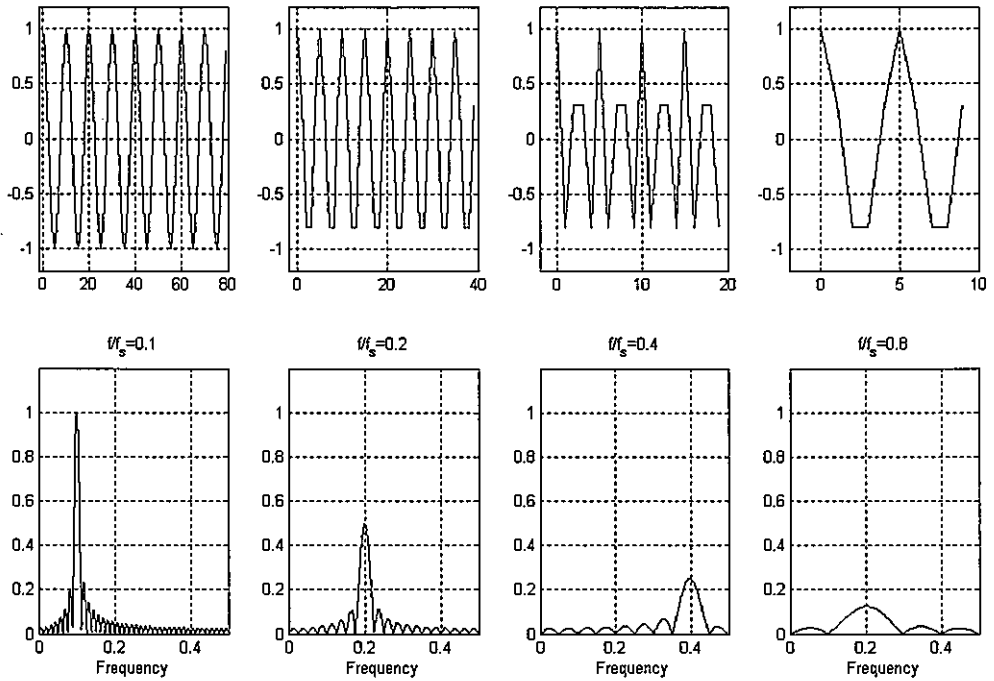 1 1 1 1
0.5 0.5 0.5 0.5
0 0 0 0
-0.5 -0.5 -0.5 -0.5
-1 -1 -1 -1
0 20 40 60 80 0 20 40 0 10 19 0 5 10
f/fs=0.1 f/fs=0.2 f/fs=0.4 f/fs=0.8
1 1 1 1
0.8 0.8 0.8 0.8
0.6 0.6 0.6 0.6
0.4 0.4 0.4 0.4
0.2 0.2 0.2 0.2
0 0 0 0
0 0.2 0.4 0 0.2 0.4 0 0.2 0.4 0 0.2 0.4
Frequency Frequency Frequency Frequency